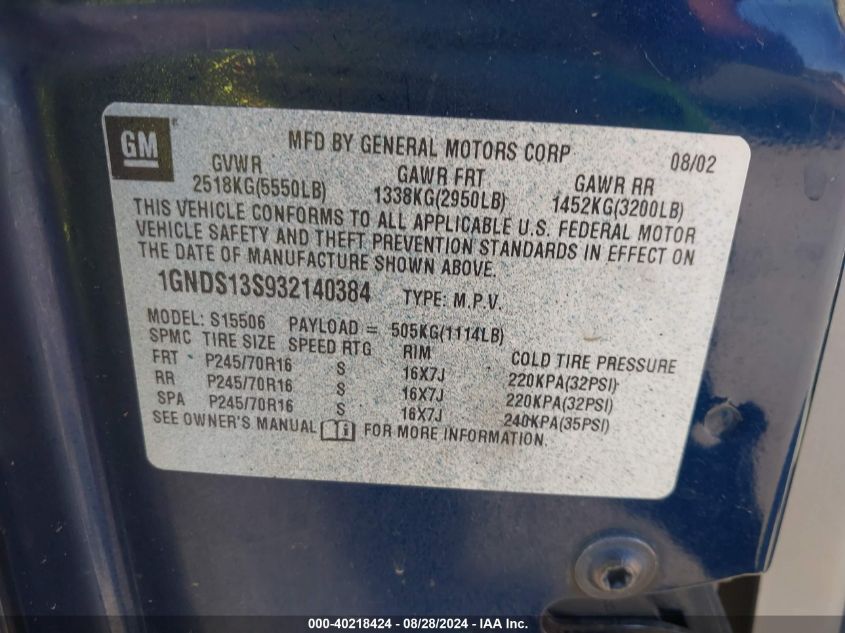 GM
MFD BY GENERAL MOTORS CORP 08/02
GVWR GAWR FRT GAWR RR
2518KG(5550LB) 1338KG(2950LB) 1452KG(3200LB)
THIS VEHICLE CONFORMS TO ALL APPLICABLE U.S. FEDERAL MOTOR
VEHICLE SAFETY AND THEFT PREVENTION STANDARDS IN EFFECT ON
THE DATE OF MANUFACTURE SHOWN ABOVE.
1GNDS13S932140384 TYPE: M.P.V.
MODEL: S15506 PAYLOAD = 505KG(1114LB)
SPMC TIRE SIZE SPEED RTG RIM COLD TIRE PRESSURE
FRT P245/70R16 S 16X7J 220KPA(32PSI)
RR P245/70R16 S 16X7J 220KPA(32PSI)
SPA P245/70R16 S 16X7J 240KPA(35PSI)
SEE OWNER'S MANUAL FOR MORE INFORMATION.
000-40218424 - 08/28/2024 - IAA Inc.